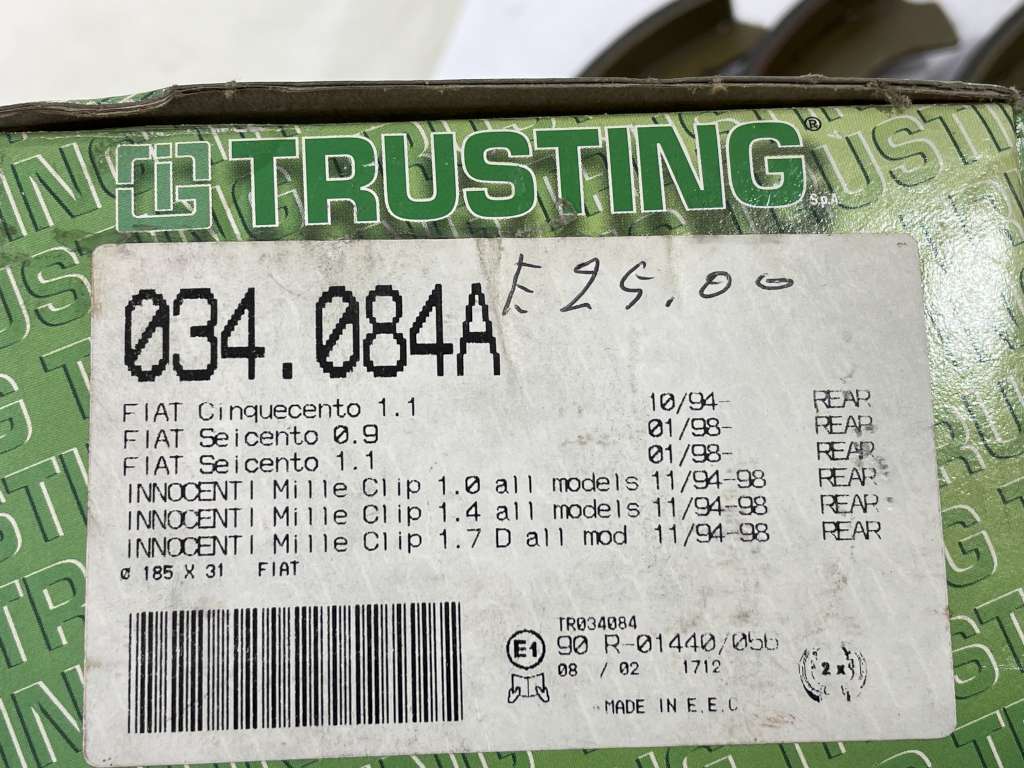 TRUSTING®
S.p.A.
034.084A
£ 25.00
FIAT Cinquecento 1.1 10/94- REAR
FIAT Seicento 0.9 01/98- REAR
FIAT Seicento 1.1 01/98- REAR
INNOCENTI Mille Clip 1.0 all models 11/94-98 REAR
INNOCENTI Mille Clip 1.4 all models 11/94-98 REAR
INNOCENTI Mille Clip 1.7 D all mod 11/94-98 REAR
Ø 185 X 31 FIAT
TR034084
E1 90 R-01440/056
08 / 02 1712
2 x
MADE IN E.E.C